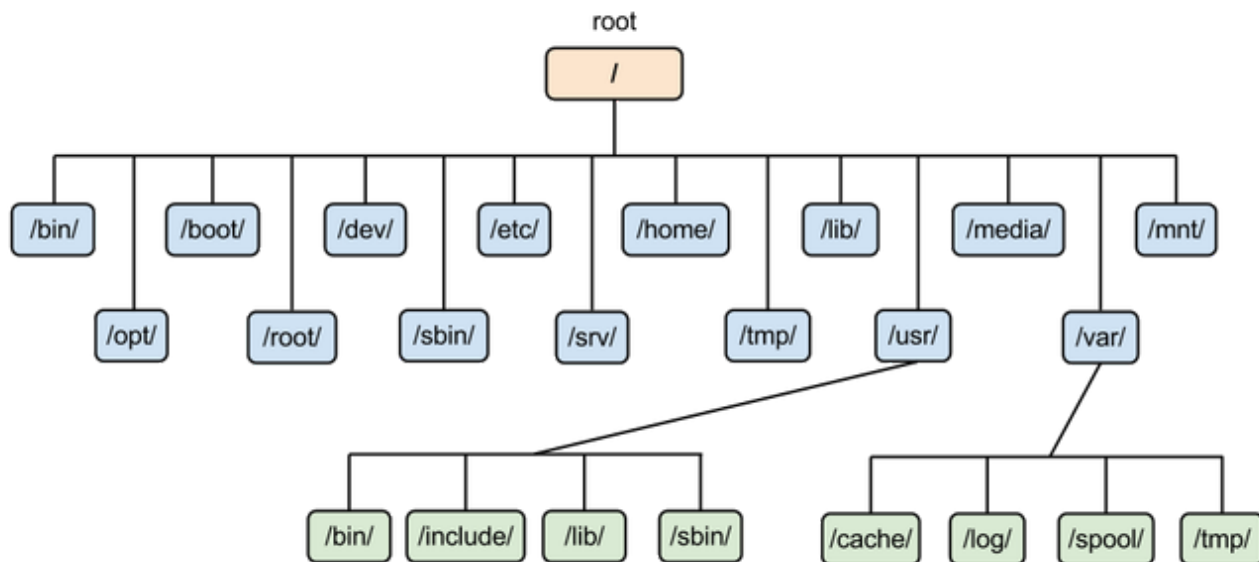 root
/
/bin/
/boot/
/dev/
/etc/
/home/
/lib/
/media/
/mnt/
/opt/
/root/
/sbin/
/srv/
/tmp/
/usr/
/var/
/bin/
/include/
/lib/
/sbin/
/cache/
/log/
/spool/
/tmp/